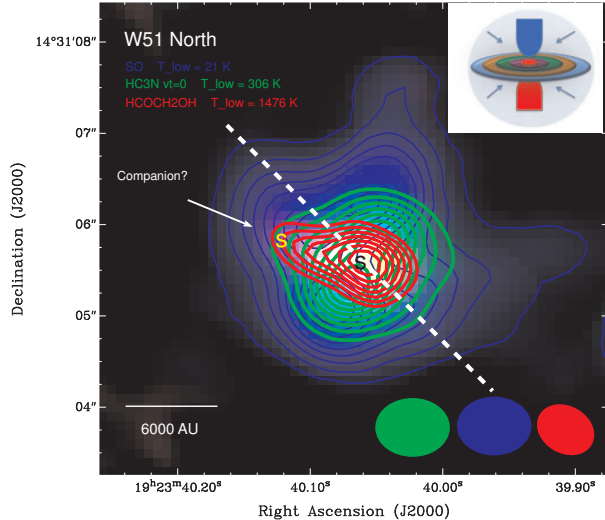 W51 North
SO T_low = 21 K
HC3N vt=0 T_low = 306 K
HCOCH2OH T_low = 1476 K
Companion?
S
S
6000 AU
14°31′08″
07″
06″
05″
04″
Declination (J2000)
19ʰ23ᵐ40.20ˢ
40.10ˢ
40.00ˢ
39.90ˢ
Right Ascension (J2000)